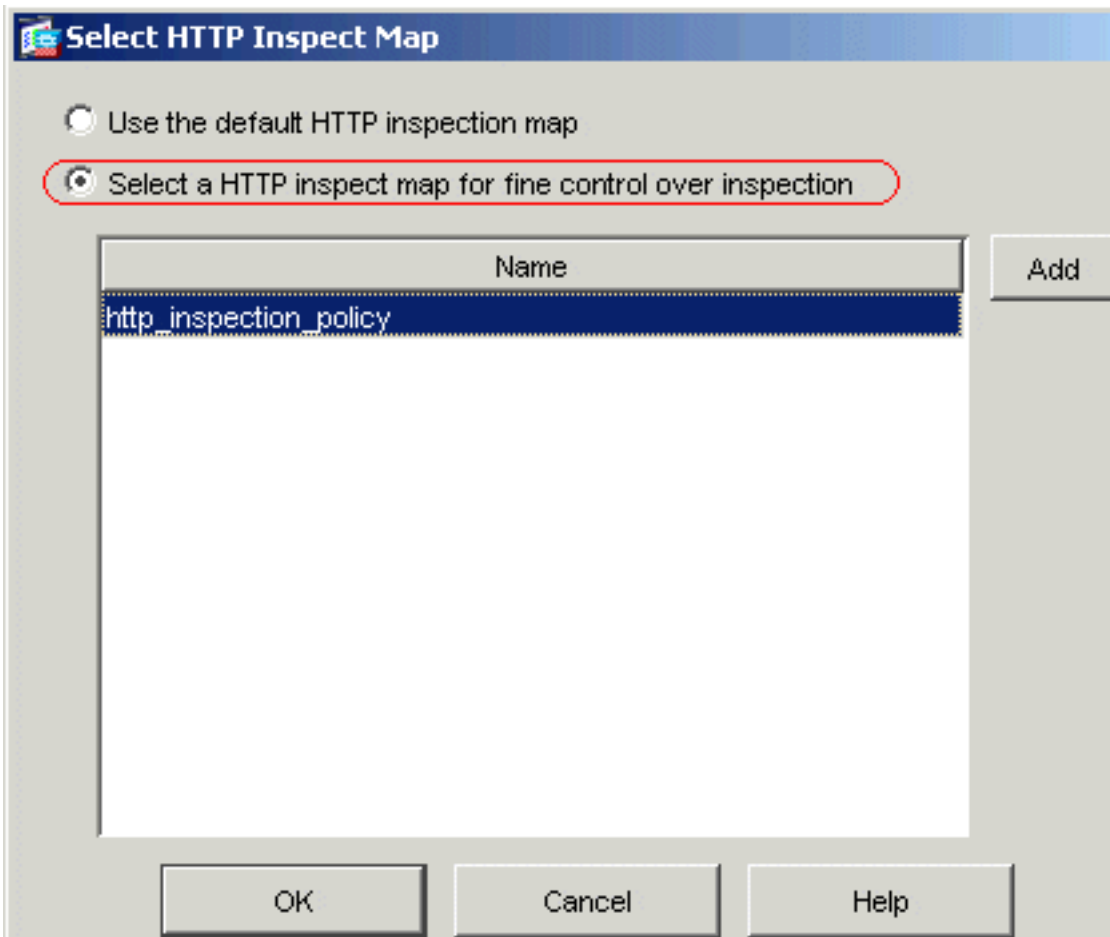 Select HTTP Inspect Map
Use the default HTTP inspection map
Select a HTTP inspect map for fine control over inspection
Name
Add
http_inspection_policy
OK
Cancel
Help